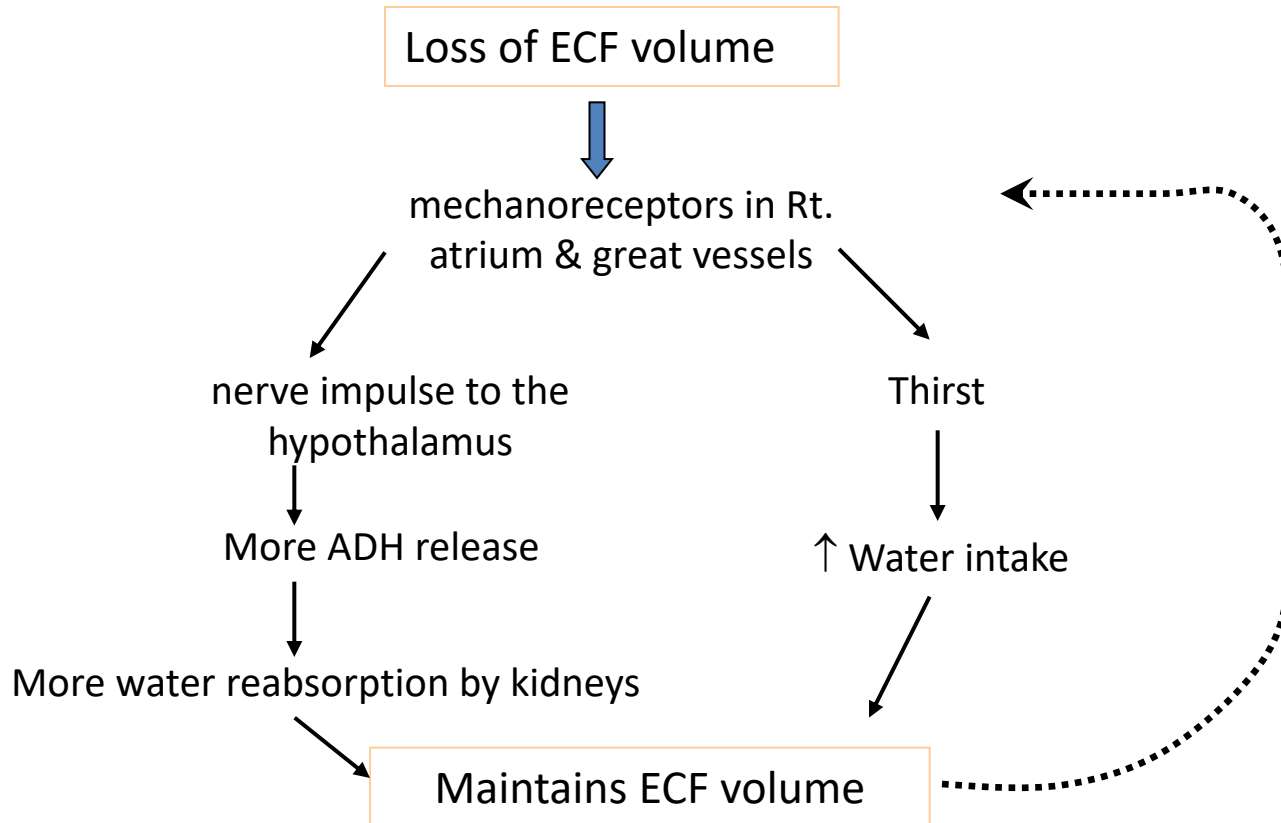 Loss of ECF volume
mechanoreceptors in Rt.
atrium & great vessels
nerve impulse to the
hypothalamus
Thirst
More ADH release
↑ Water intake
More water reabsorption by kidneys
Maintains ECF volume